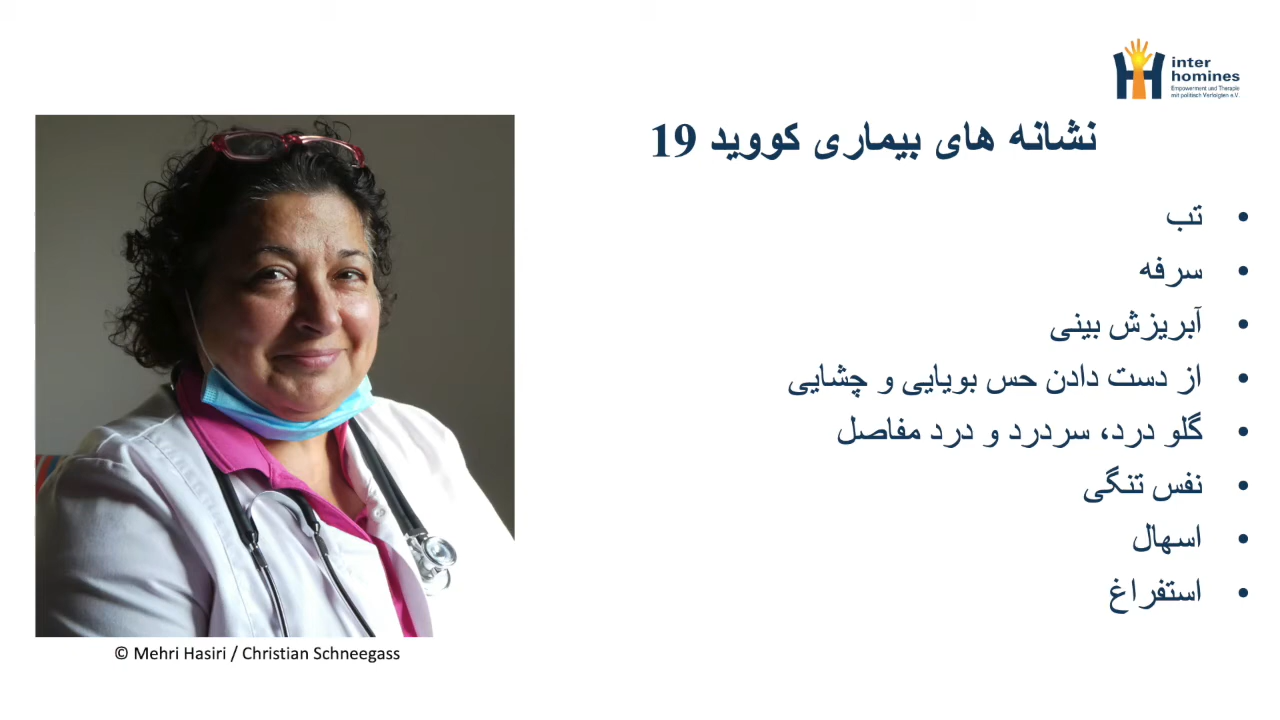 inter
homines
Empowerment und Therapie
mit politisch Verfolgten e.V.
نشانه های بیماری کووید 19
• تب
• سرفه
• آبریزش بینی
• از دست دادن حس بویایی و چشایی
• گلو درد، سردرد و درد مفاصل
• نفس تنگی
• اسهال
• استفراغ
© Mehri Hasiri / Christian Schneegass